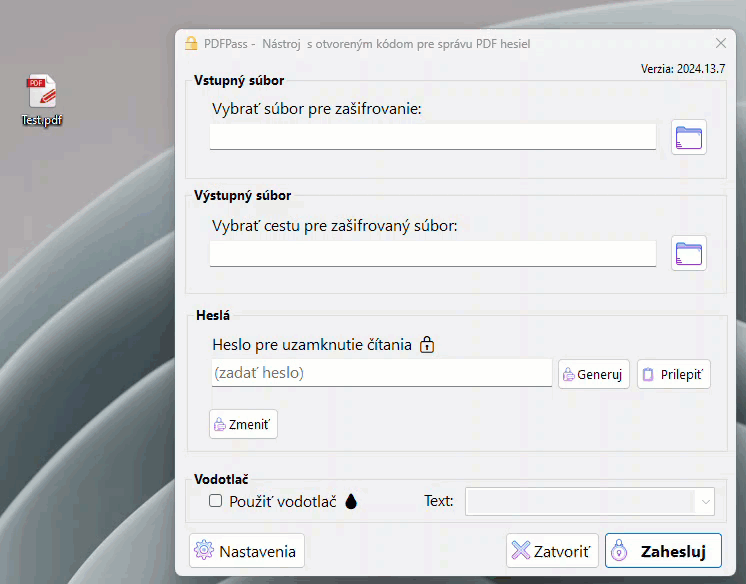 PDFPass - Nástroj s otvoreným kódom pre správu PDF hesiel
Verzia: 2024.13.7
Vstupný súbor
Vybrať súbor pre zašifrovanie:
PDF
Test.pdf
Výstupný súbor
Vybrať cestu pre zašifrovaný súbor:
Heslá
Heslo pre uzamknutie čítania
(zadať heslo)
Generuj
Prilepiť
Zmeniť
Vodotlač
Použiť vodotlač
Text:
Nastavenia
Zatvoriť
Zahesluj